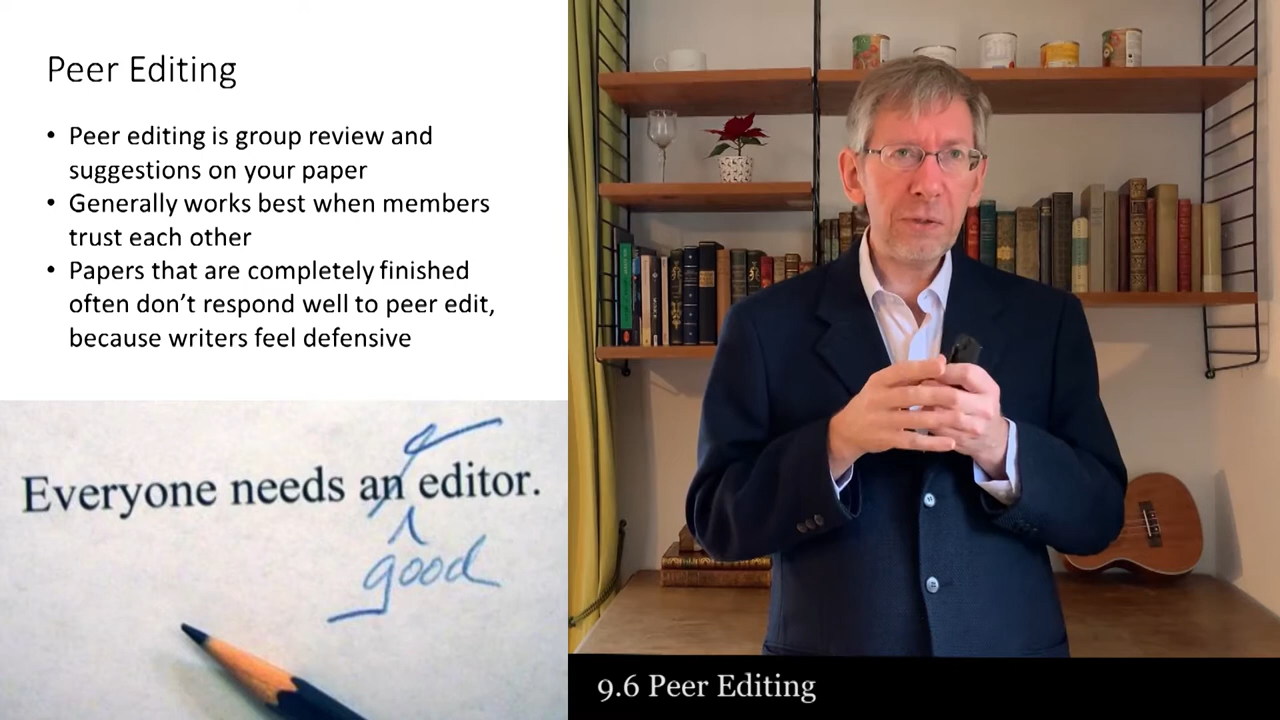 Peer Editing
• Peer editing is group review and
suggestions on your paper
• Generally works best when members
trust each other
• Papers that are completely finished
often don’t respond well to peer edit,
because writers feel defensive
Everyone needs an editor.
good
9.6 Peer Editing